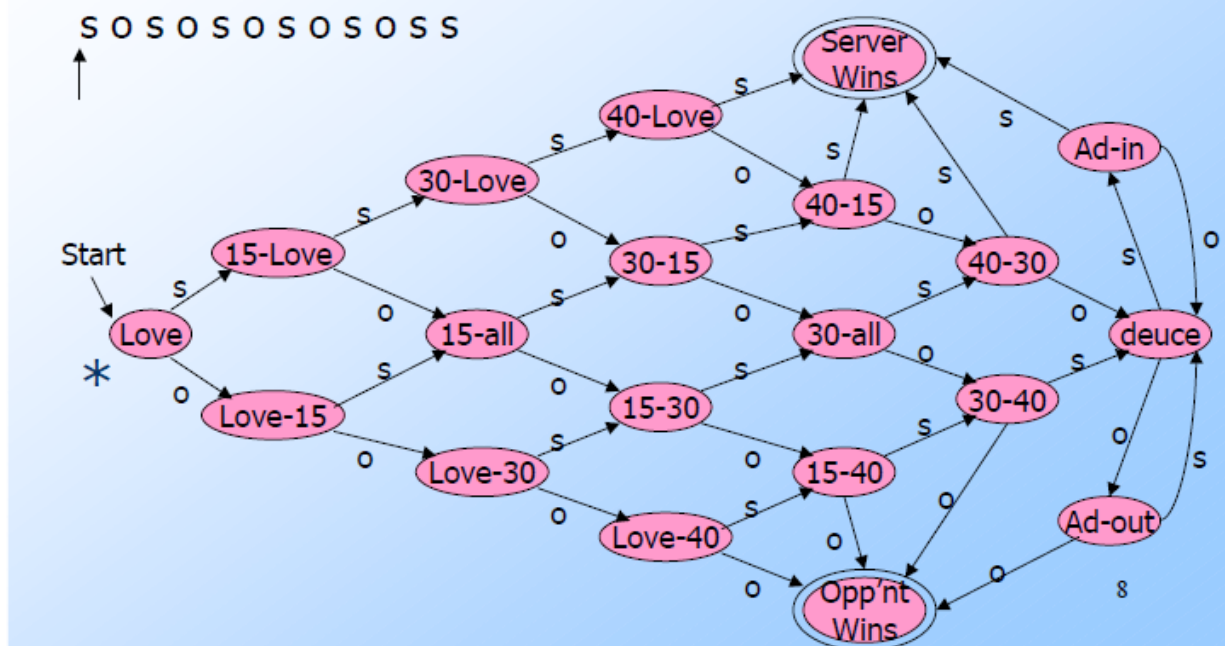 s o s o s o s o s o s s
Server
Wins
s
40-Love
s
Ad-in
s
30-Love
s
o
s
s
40-15
s
15-Love
o
s
o
s
o
Start
30-15
40-30
s
o
s
o
s
o
Love
15-all
30-all
deuce
*
o
s
o
s
o
s
Love-15
15-30
30-40
o
s
o
s
o
s
Love-30
15-40
o
s
o
o
Ad-out
Love-40
o
o
o
Opp'nt
Wins
8